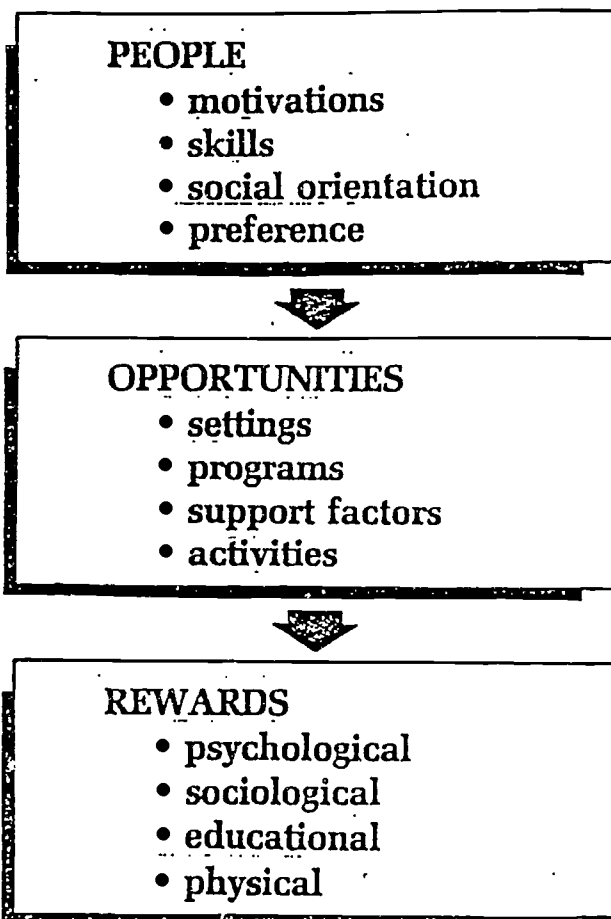 PEOPLE
• motivations
• skills
• social orientation
• preference
OPPORTUNITIES
• settings
• programs
• support factors
• activities
REWARDS
• psychological
• sociological
• educational
• physical